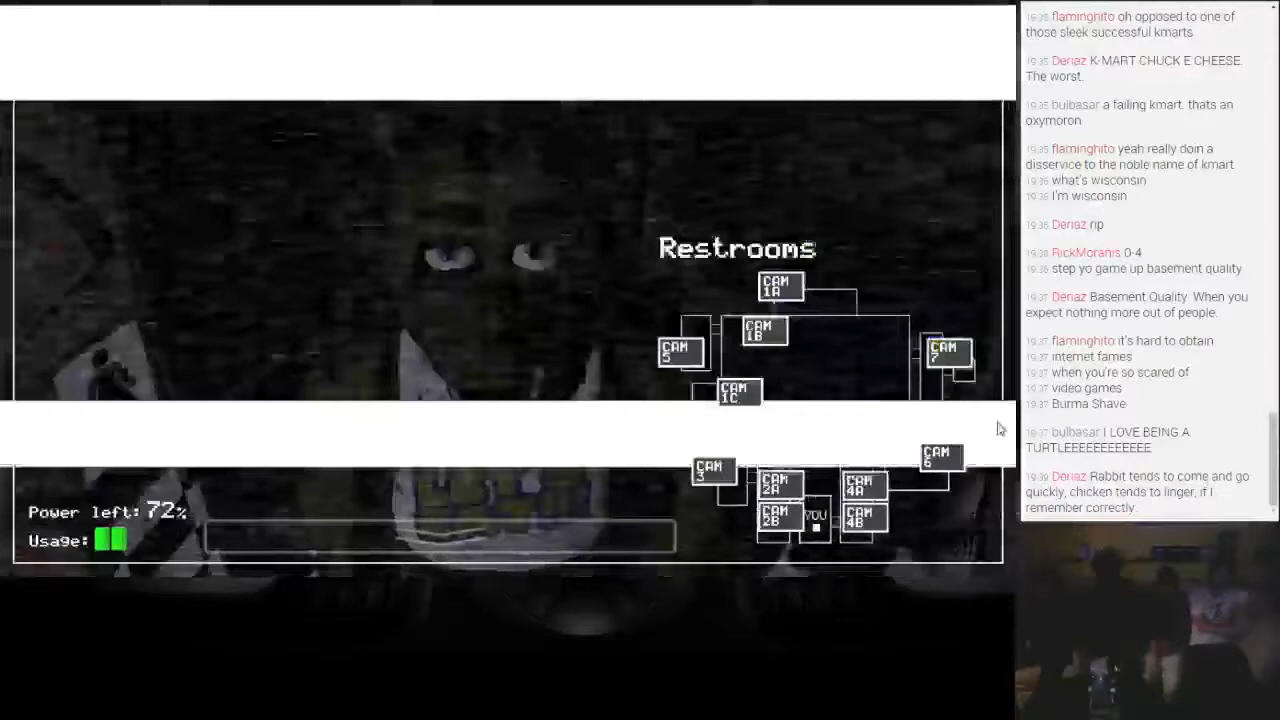 Restrooms
CAM
1A
CAM
1B
CAM
5
CAM
7
CAM
1C
CAM
3
CAM
6
CAM
2A
CAM
4A
CAM
2B
YOU
CAM
4B
Power left: 72%
Usage:
flaminghito oh opposed to one of
those sleek successful kmarts
19:35 Deriaz K-MART CHUCK E CHEESE.
The worst.
19:35 bulbasar a failing kmart. thats an
oxymoron
19:35 flaminghito yeah really doin a
disservice to the noble name of kmart
19:36 what's wisconsin
19:36 I'm wisconsin
19:36 Deriaz rip
RickMoranis 0-4
step yo game up basement quality
19:37 Deriaz Basement Quality. When you
expect nothing more out of people.
19:37 flaminghito it's hard to obtain
19:37 internet fames
19:37 when you're so scared of
19:37 video games
19:37 Burma Shave
19:37 bulbasar I LOVE BEING A
TURTLEEEEEEEEEEEE
19:39 Deriaz Rabbit tends to come and go
quickly, chicken tends to linger, if I
remember correctly.